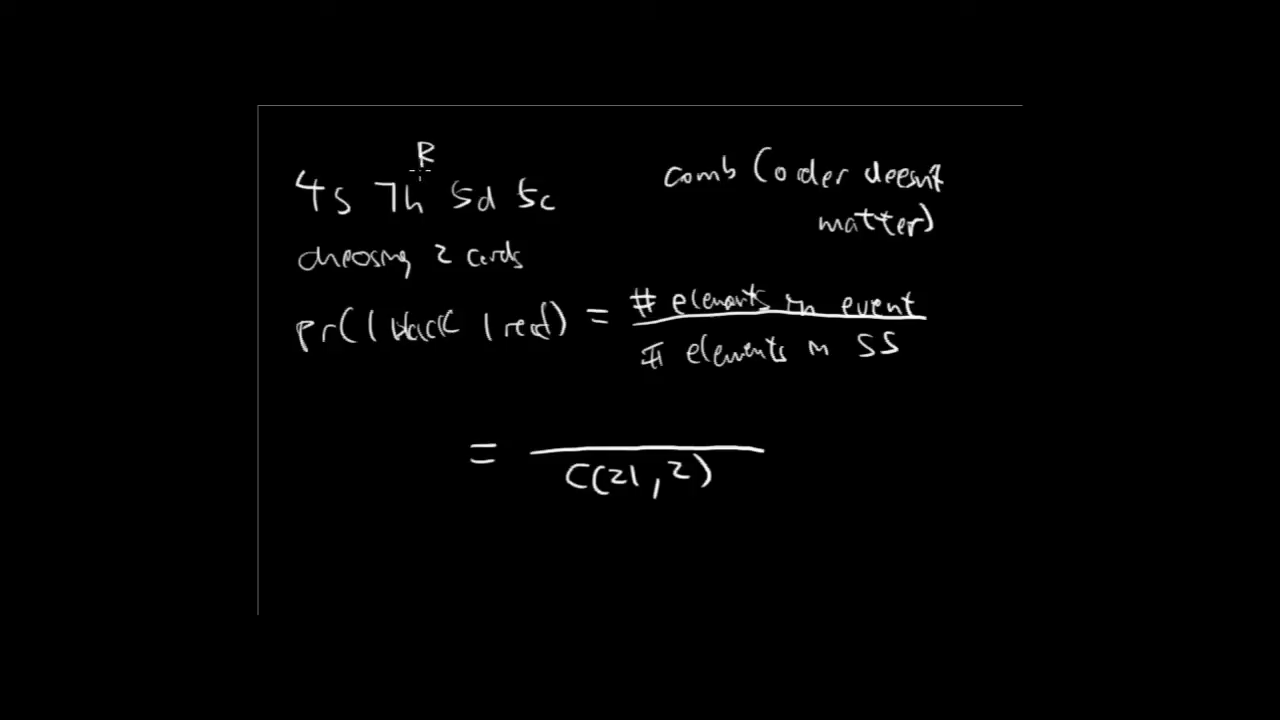 R
4s 7h 5d 5c
comb (oder doesn't
matter)
choosing 2 cards
pr(1 black 1 red) = # elements in event
# elements in SS
=
C(21, 2)